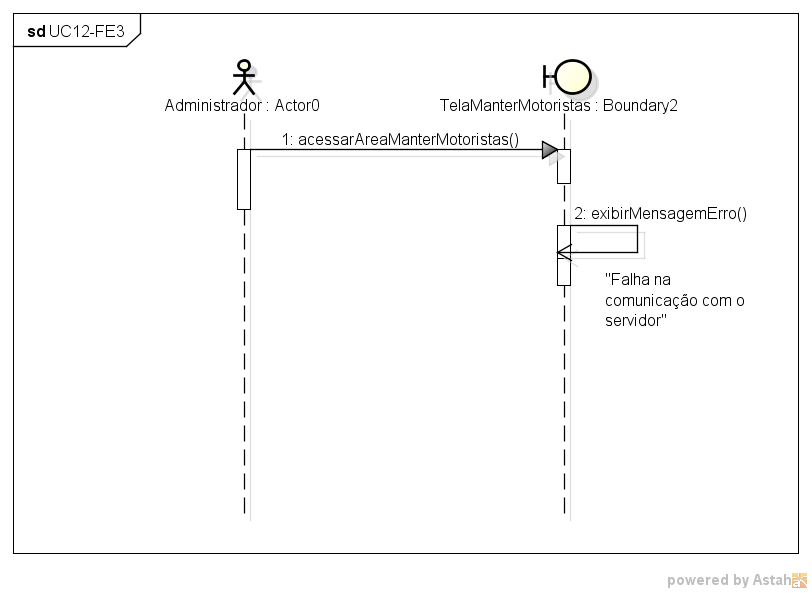 sd UC12-FE3
Administrador : Actor0
TelaManterMotoristas : Boundary2
1: acessarAreaManterMotoristas()
2: exibirMensagemErro()
"Falha na
comunicação com o
servidor"
powered by Astah